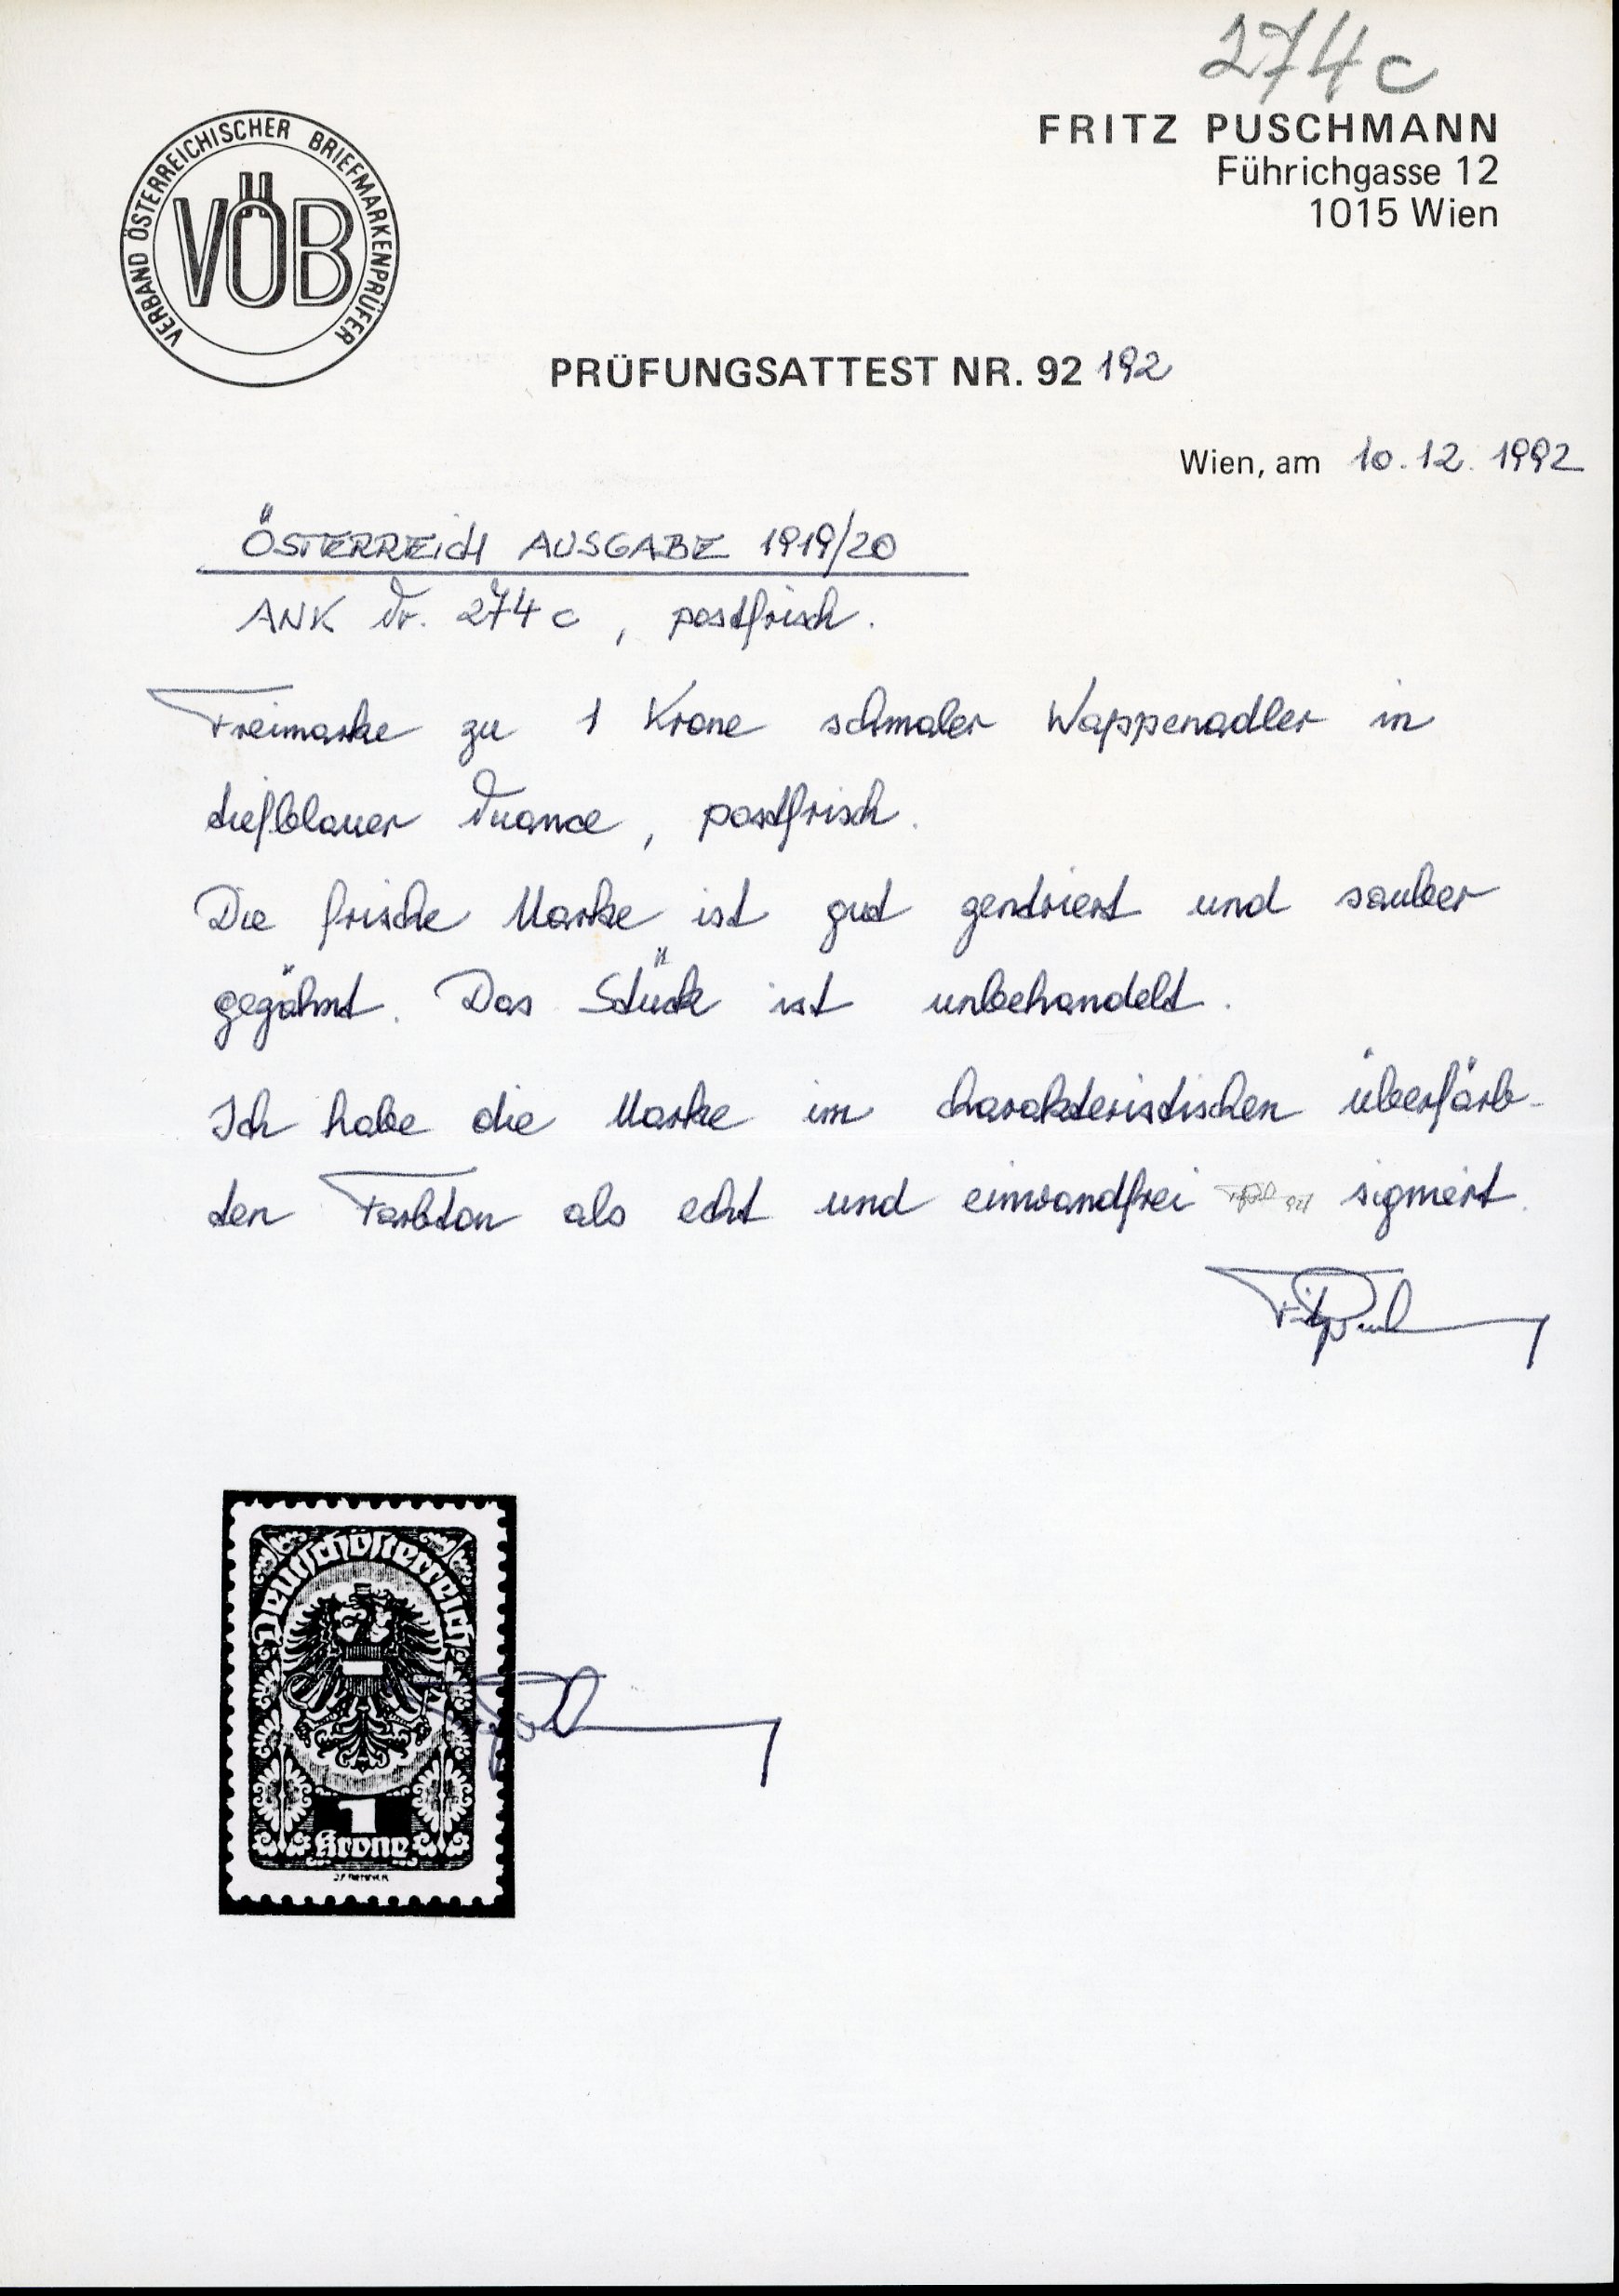 274c
FRITZ PUSCHMANN
Führichgasse 12
1015 Wien
VERBAND ÖSTERREICHISCHER BRIEFMARKENPRÜFER
VÖB
PRÜFUNGSATTEST NR. 92 192
Wien, am 10.12.1992
ÖSTERREICH AUSGABE 1919/20
ANK Nr. 274c, postfrisch.
Freimarke zu 1 Krone schmaler Wappenadler in
tiefblauer Nuance, postfrisch.
Die frische Marke ist gut zentriert und sauber
gezähnt. Das Stück ist unbehandelt.
Ich habe die Marke im charakteristischen überfärb-
ten Farbton als echt und einwandfrei signiert.
Deutschösterreich
1
Krone